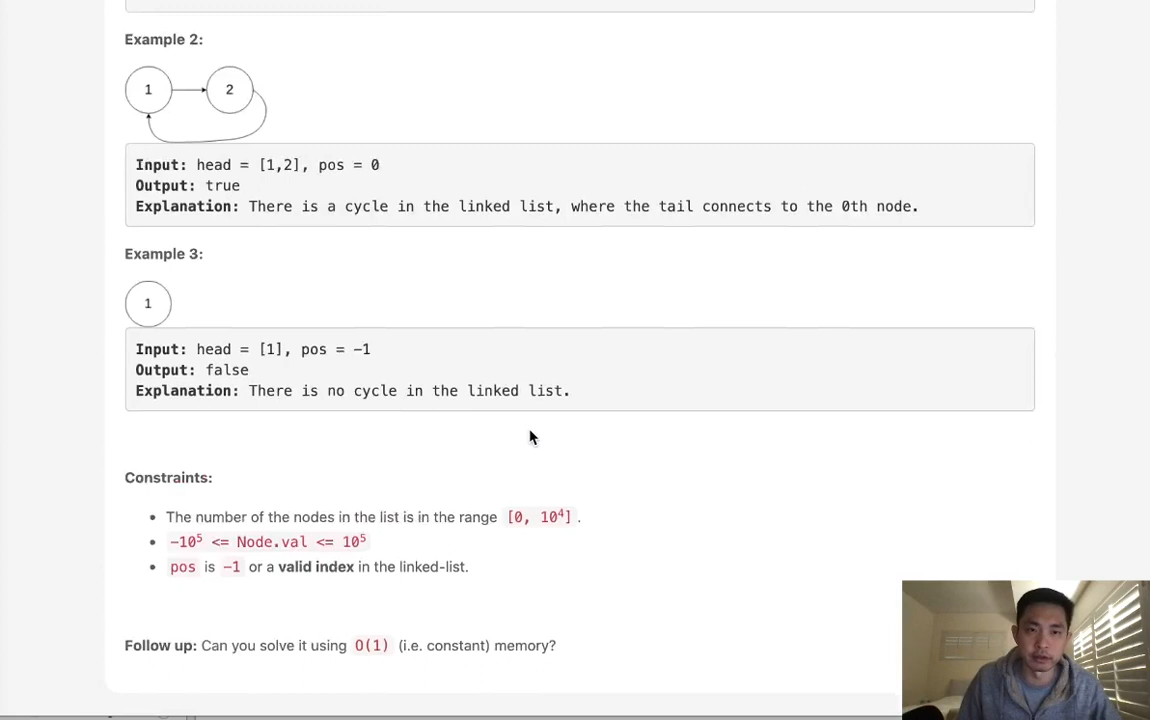 Example 2:
1
2
Input: head = [1,2], pos = 0
Output: true
Explanation: There is a cycle in the linked list, where the tail connects to the 0th node.
Example 3:
1
Input: head = [1], pos = -1
Output: false
Explanation: There is no cycle in the linked list.
Constraints:
• The number of the nodes in the list is in the range [0, 10⁴].
• -10⁵ <= Node.val <= 10⁵
• pos is -1 or a valid index in the linked-list.
Follow up: Can you solve it using O(1) (i.e. constant) memory?